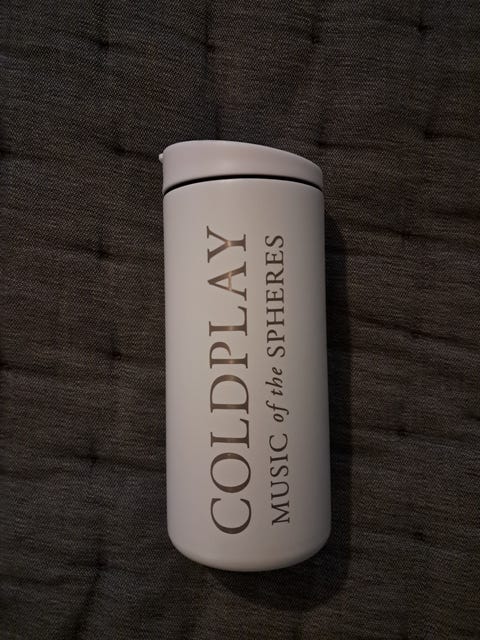 COLDPLAY
MUSIC of the SPHERES